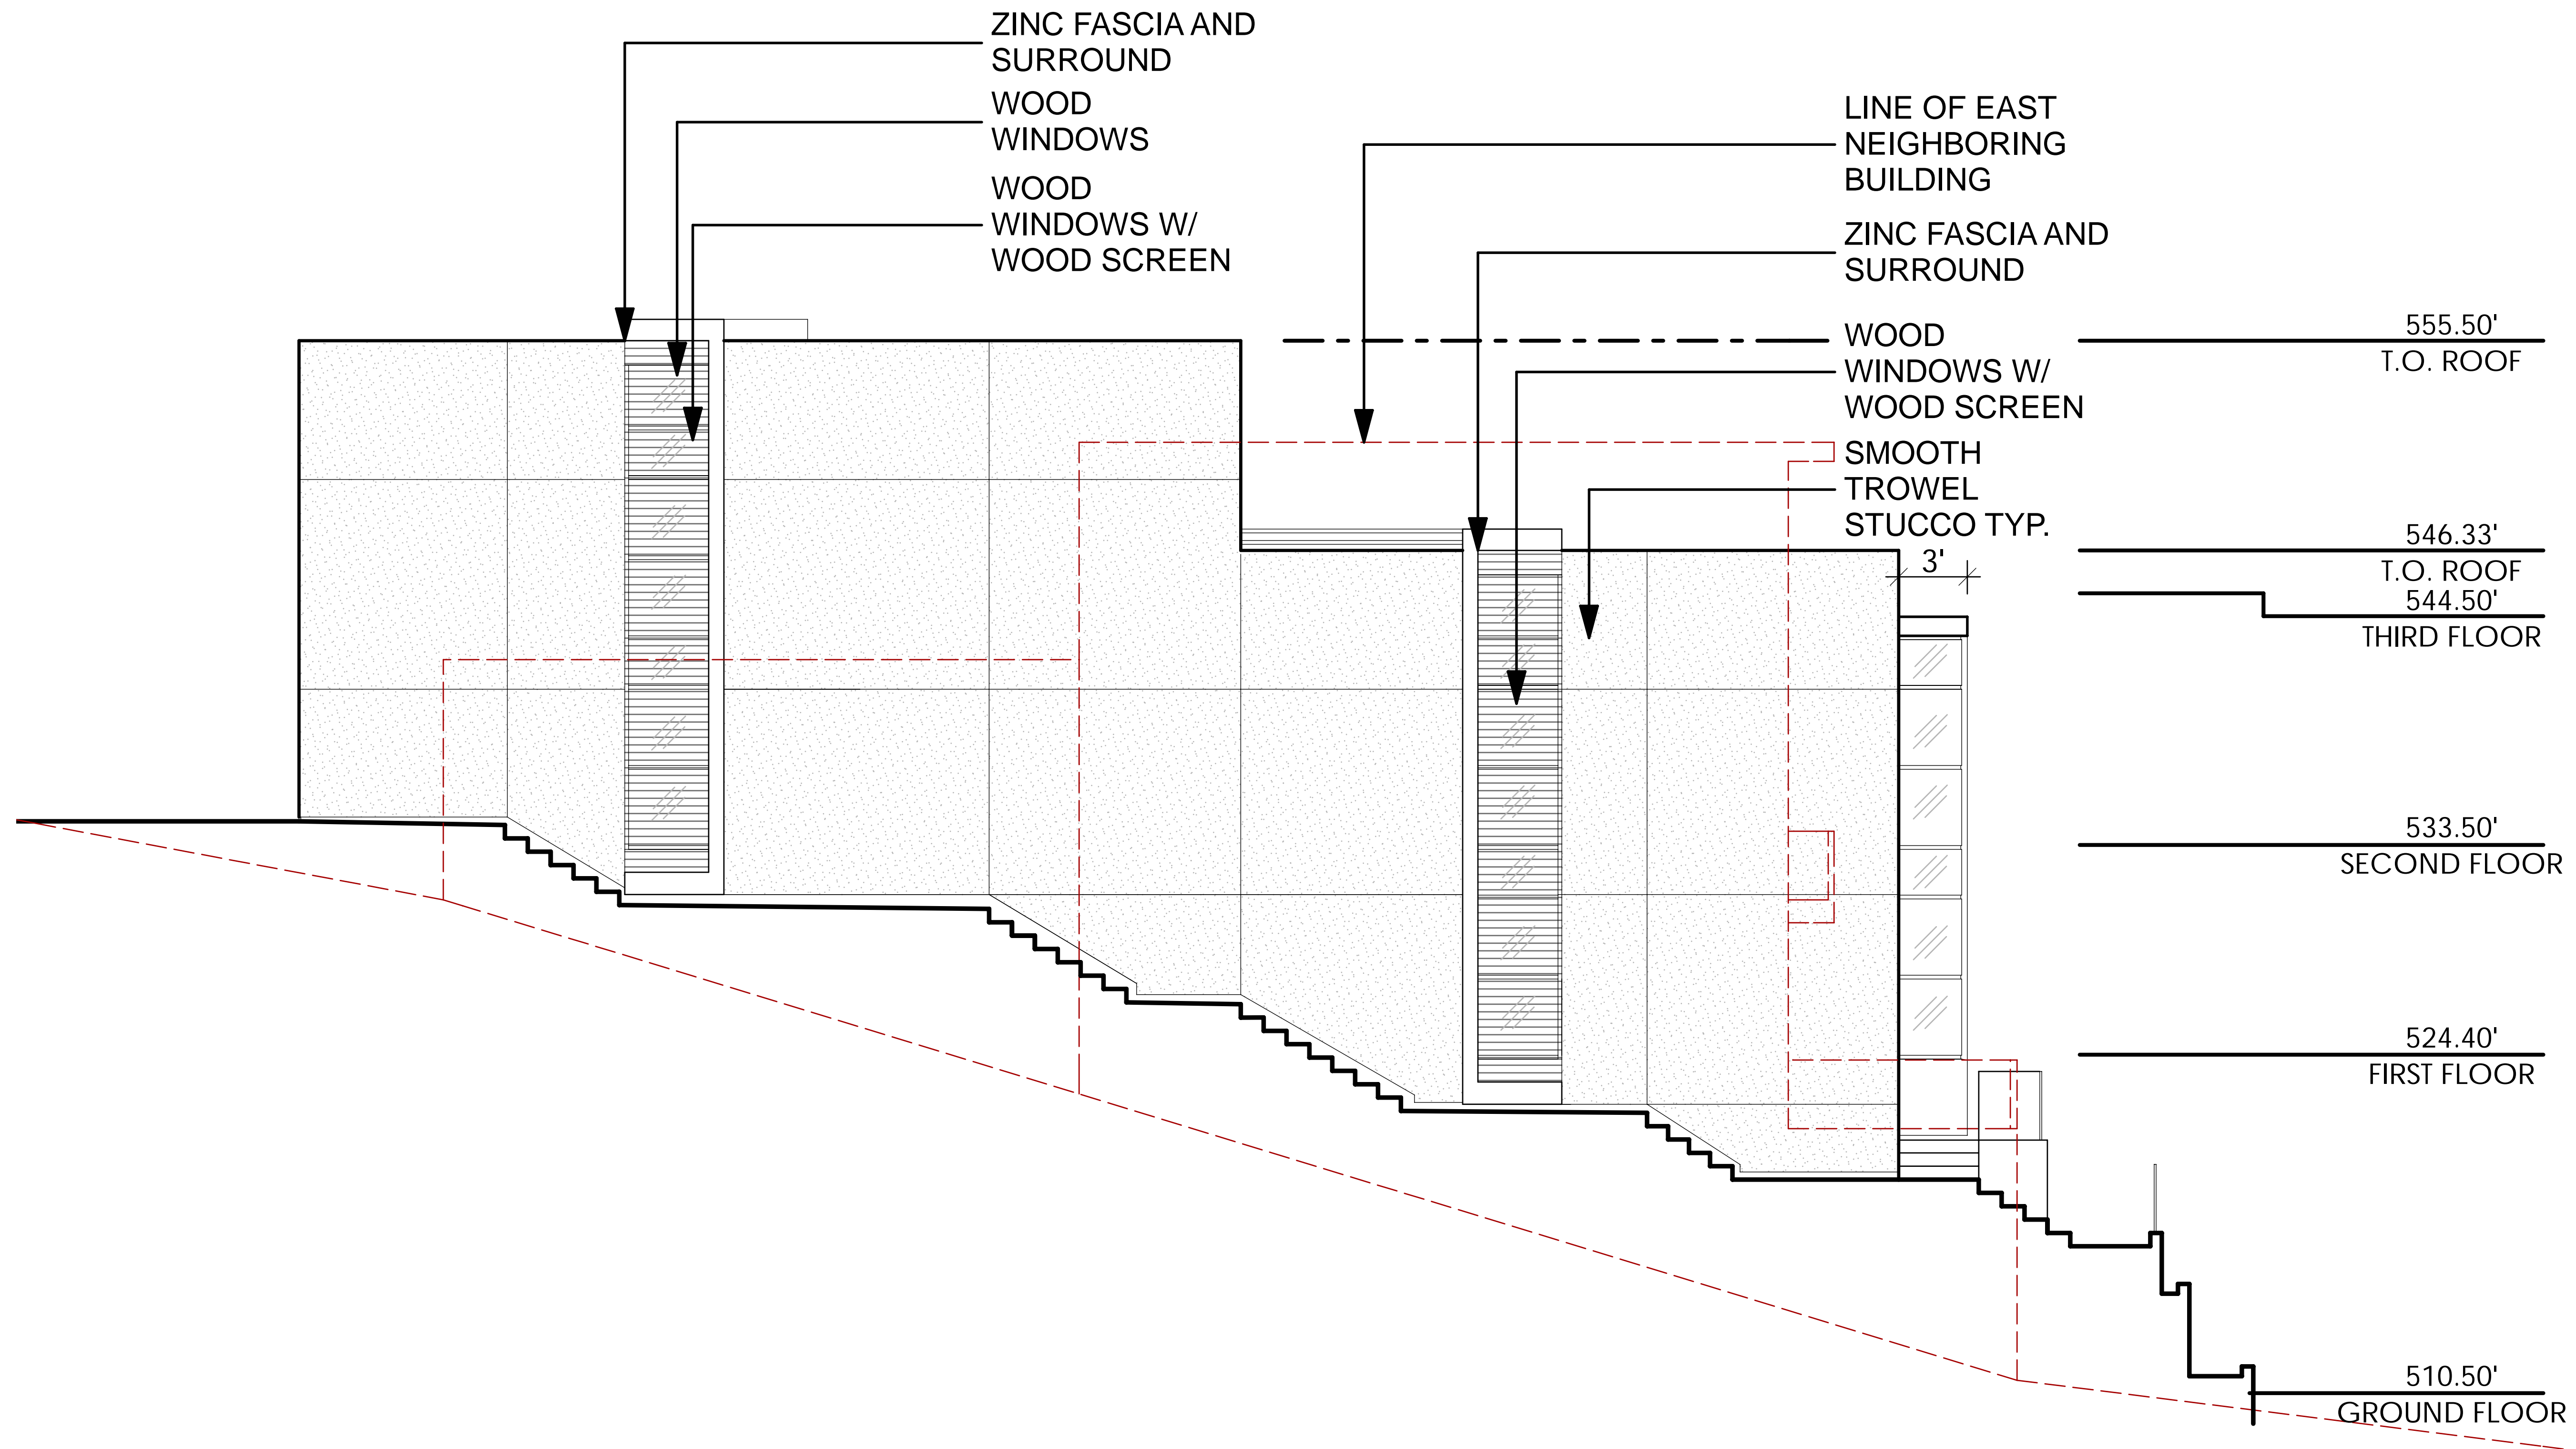 ZINC FASCIA AND
SURROUND
WOOD
WINDOWS
WOOD
WINDOWS W/
WOOD SCREEN
LINE OF EAST
NEIGHBORING
BUILDING
ZINC FASCIA AND
SURROUND
WOOD
WINDOWS W/
WOOD SCREEN
SMOOTH
TROWEL
STUCCO TYP.
3'
555.50'
T.O. ROOF
546.33'
T.O. ROOF
544.50'
THIRD FLOOR
533.50'
SECOND FLOOR
524.40'
FIRST FLOOR
510.50'
GROUND FLOOR